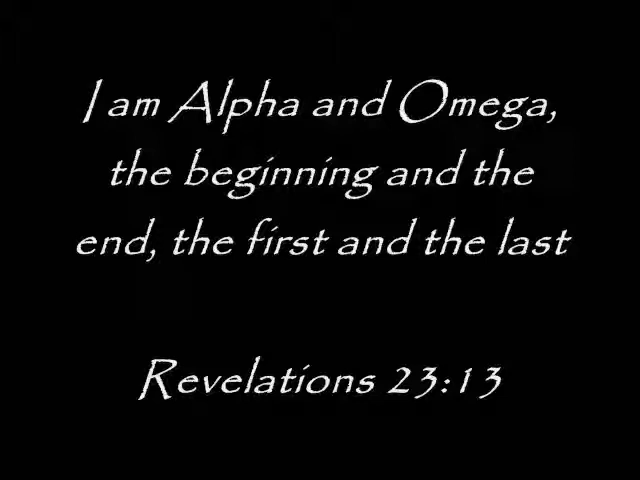 I am Alpha and Omega,
the beginning and the
end, the first and the last
Revelations 23:13